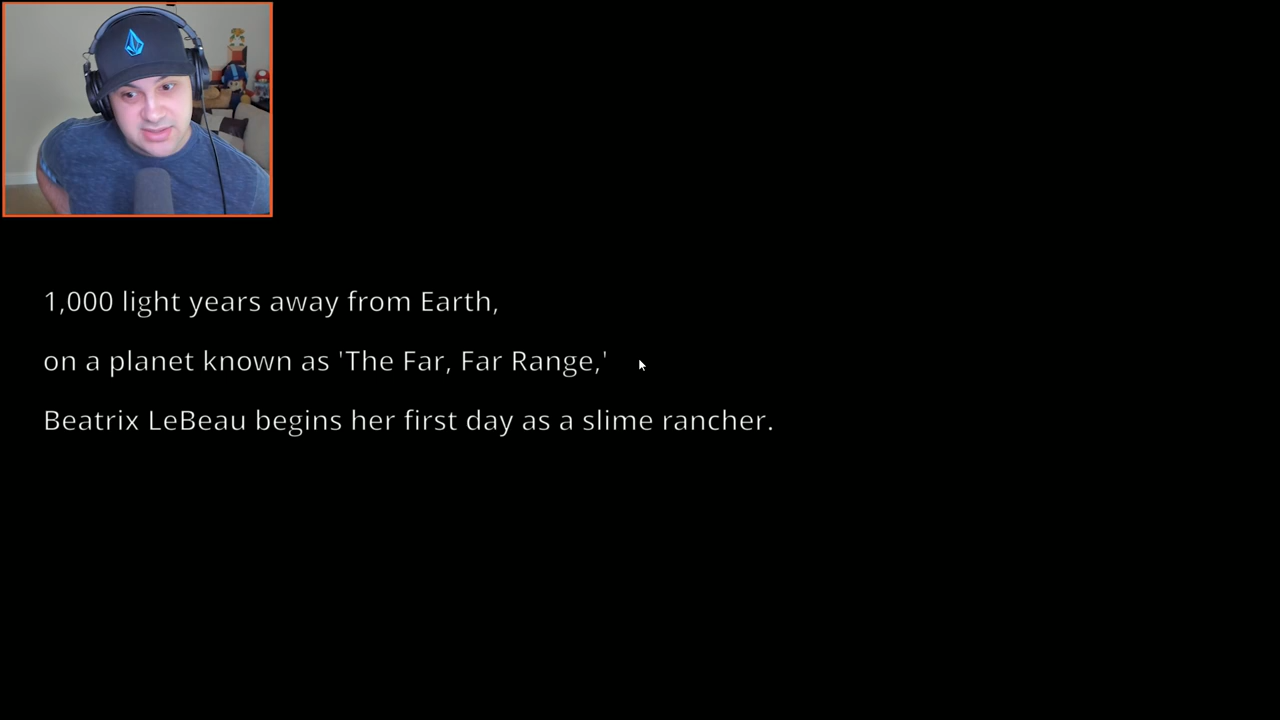 1,000 light years away from Earth,
on a planet known as 'The Far, Far Range,'
Beatrix LeBeau begins her first day as a slime rancher.